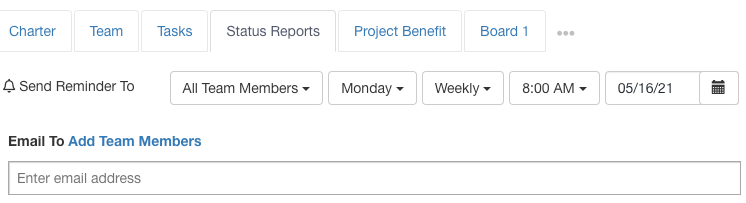 Charter Team Tasks Status Reports Project Benefit Board 1
Send Reminder To All Team Members Monday Weekly 8:00 AM 05/16/21
Email To Add Team Members
Enter email address